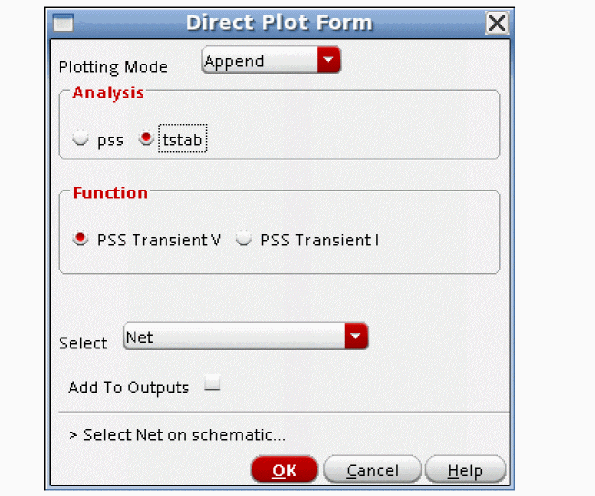 Direct Plot Form
Plotting Mode Append
Analysis
pss tstab
Function
PSS Transient V PSS Transient I
Select Net
Add To Outputs
> Select Net on schematic...
OK Cancel Help